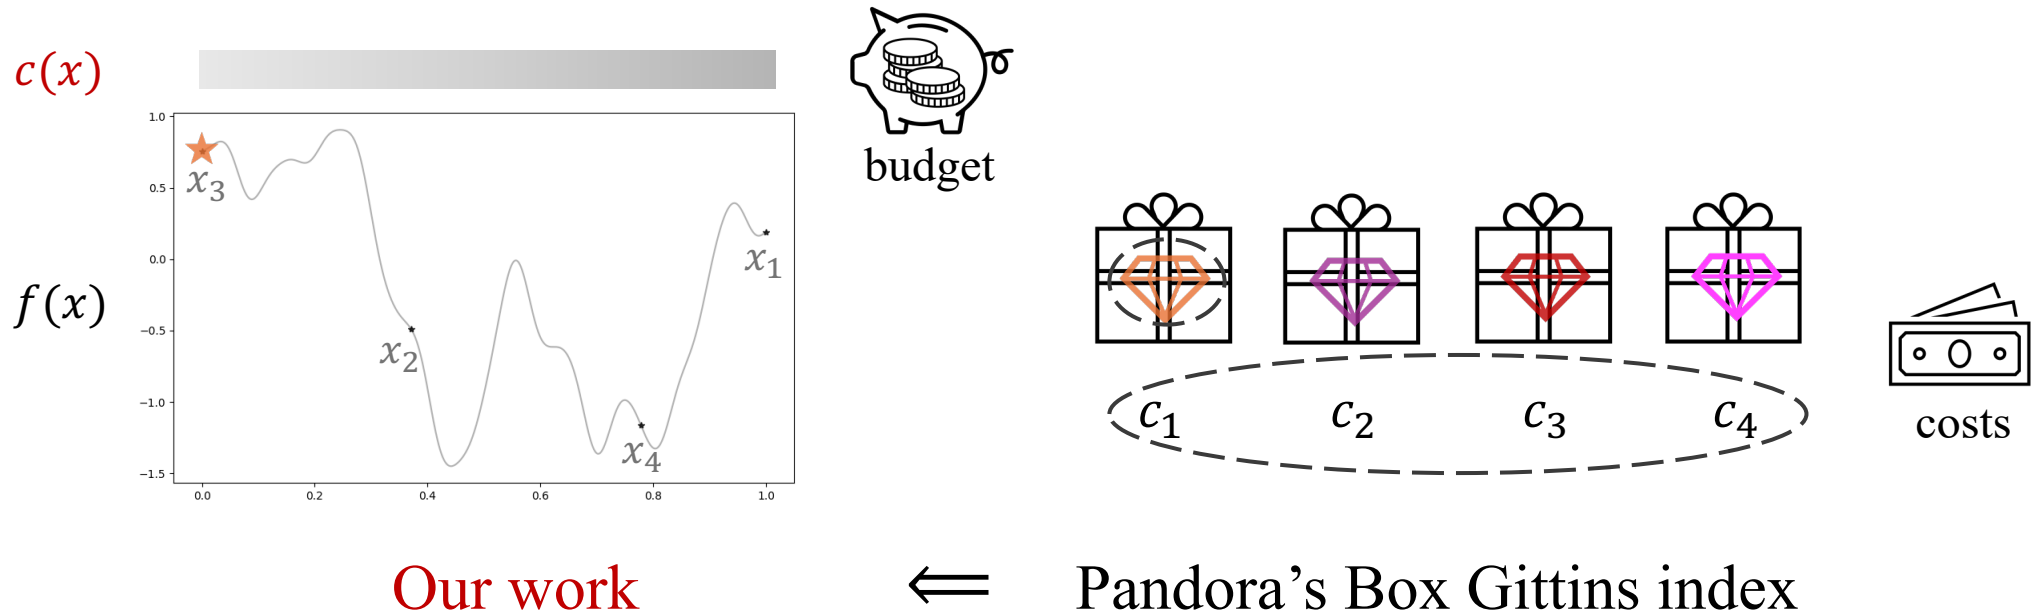 c(x)
budget
1.0
0.5
0.0
−0.5
−1.0
−1.5
f(x)
x₃
x₁
x₂
x₄
0.0 0.2 0.4 0.6 0.8 1.0
c₁ c₂ c₃ c₄
costs
Our work ⟸ Pandora’s Box Gittins index